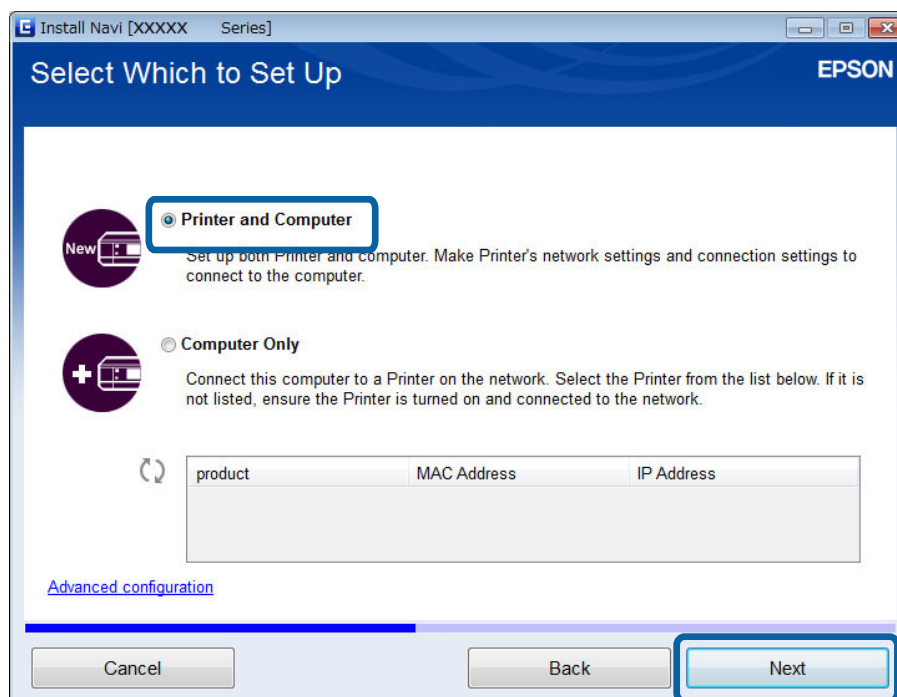 Install Navi [XXXXX Series]
Select Which to Set Up
EPSON
New
Printer and Computer
Set up both Printer and computer. Make Printer's network settings and connection settings to
connect to the computer.
Computer Only
Connect this computer to a Printer on the network. Select the Printer from the list below. If it is
not listed, ensure the Printer is turned on and connected to the network.
product MAC Address IP Address
Advanced configuration
Cancel Back Next